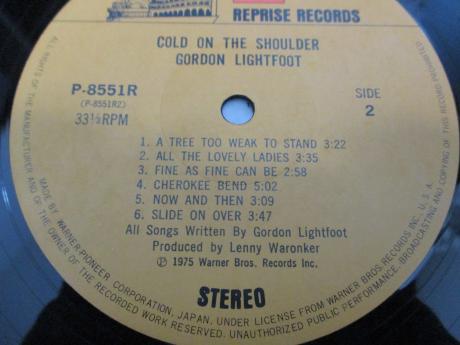 REPRISE RECORDS
COLD ON THE SHOULDER
GORDON LIGHTFOOT
P-8551R
(P-8551R2)
33⅓RPM
SIDE
2
1. A TREE TOO WEAK TO STAND 3:22
2. ALL THE LOVELY LADIES 3:35
3. FINE AS FINE CAN BE 2:58
4. CHEROKEE BEND 5:02
5. NOW AND THEN 3:09
6. SLIDE ON OVER 3:47
All Songs Written By Gordon Lightfoot
Produced by Lenny Waronker
℗ 1975 Warner Bros. Records Inc.
STEREO
MADE BY WARNER-PIONEER CORPORATION, JAPAN, UNDER LICENSE FROM WARNER BROS RECORDS INC. U.S.A.
ALL RIGHTS OF THE MANUFACTURER AND OF THE OWNER OF THE RECORDED WORK RESERVED. UNAUTHORIZED PUBLIC PERFORMANCE, BROADCASTING AND COPYING OF THIS RECORD PROHIBITED